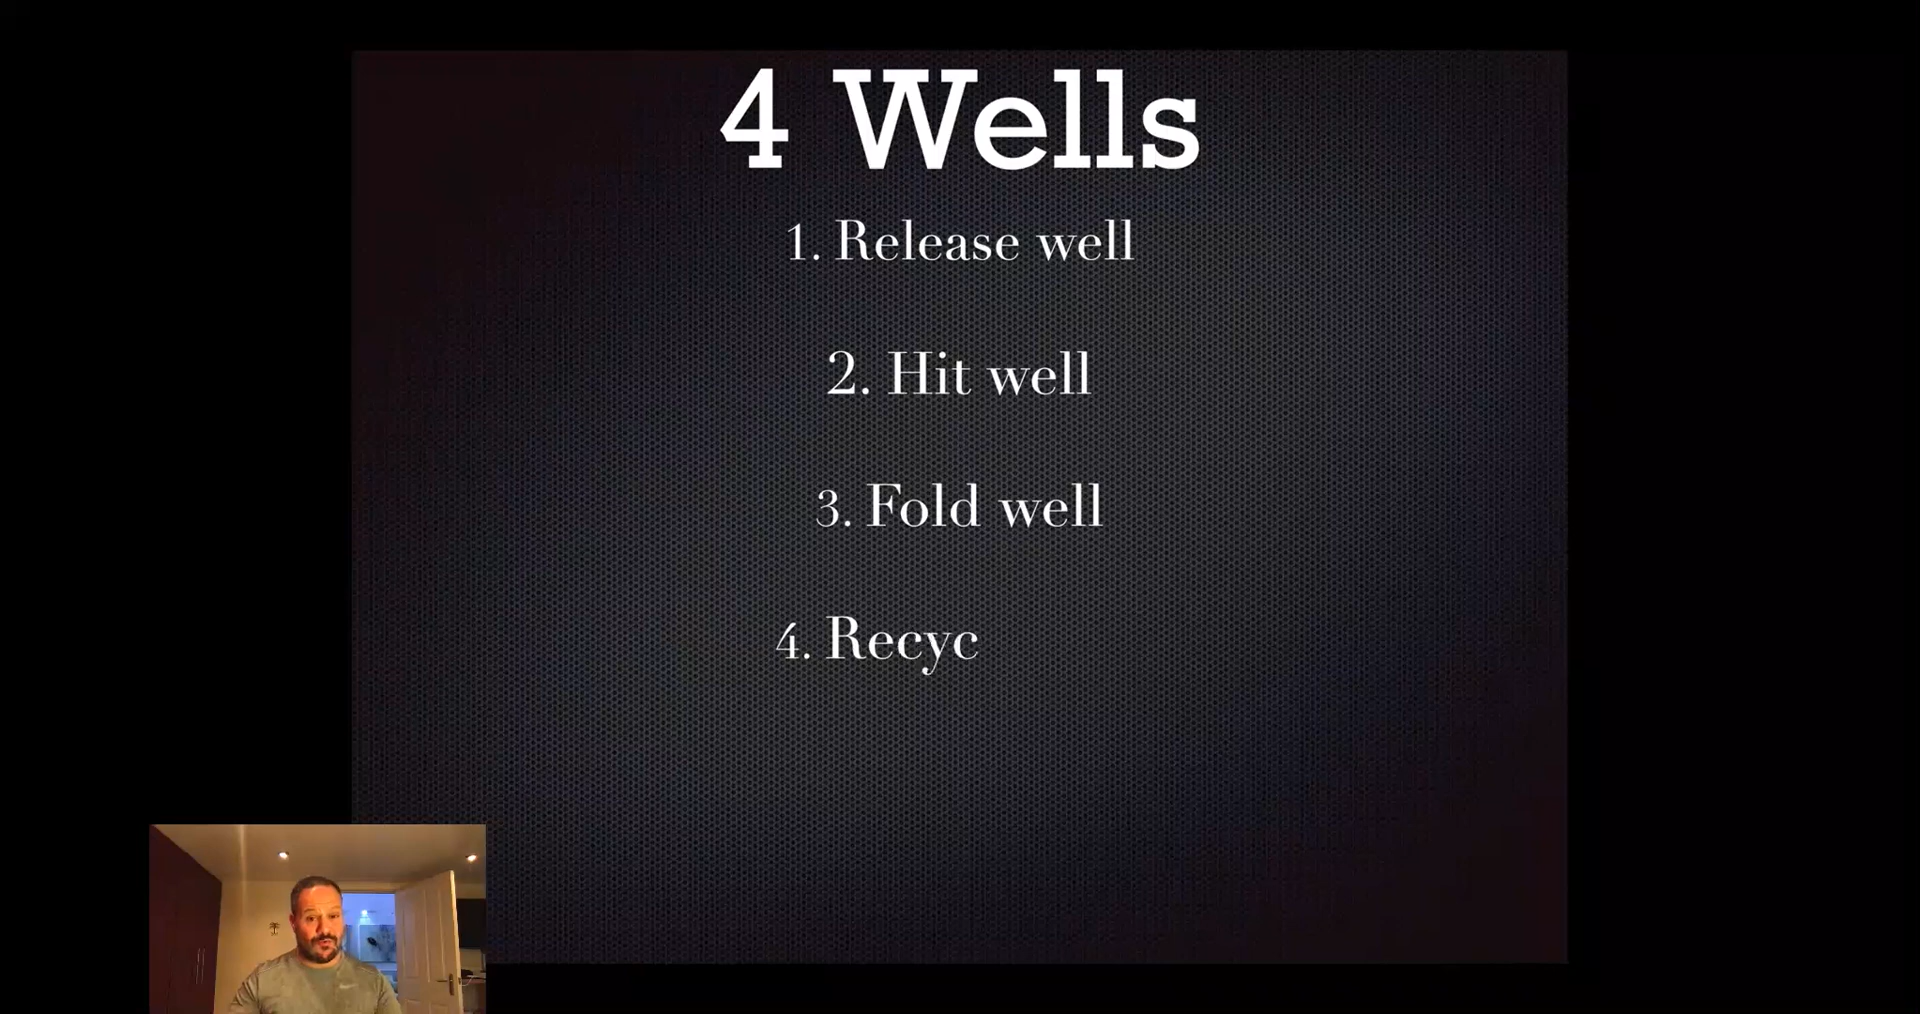 4 Wells
1. Release well
2. Hit well
3. Fold well
4. Recyc